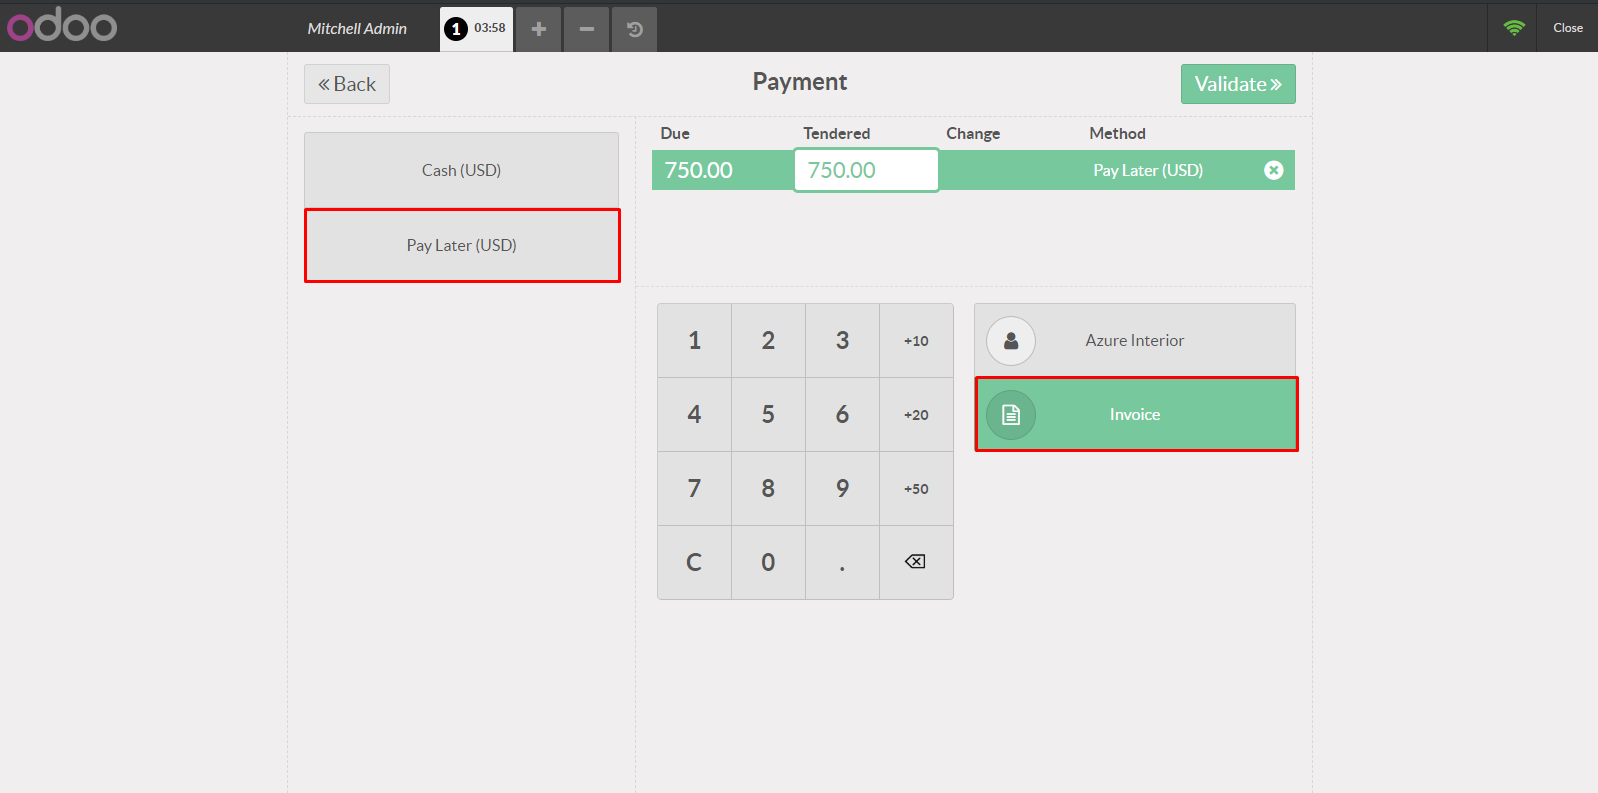 odoo
Mitchell Admin
1 03:58
Close
« Back
Payment
Validate »
Cash (USD)
Pay Later (USD)
Due Tendered Change Method
750.00 750.00 Pay Later (USD)
1 2 3 +10
4 5 6 +20
7 8 9 +50
C 0 .
Azure Interior
Invoice